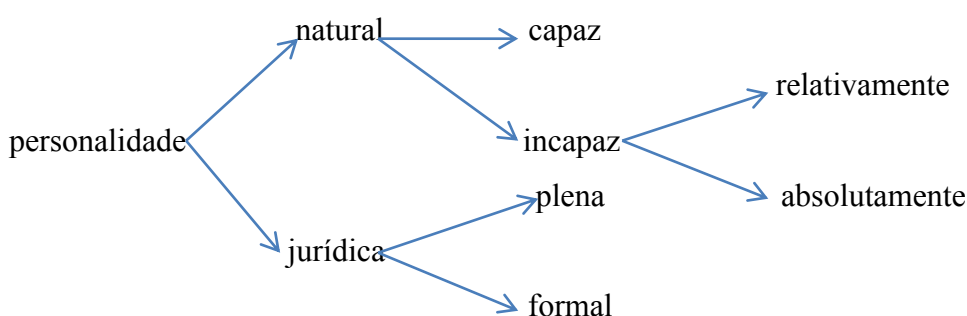 natural
capaz
relativamente
personalidade
incapaz
plena
absolutamente
jurídica
formal